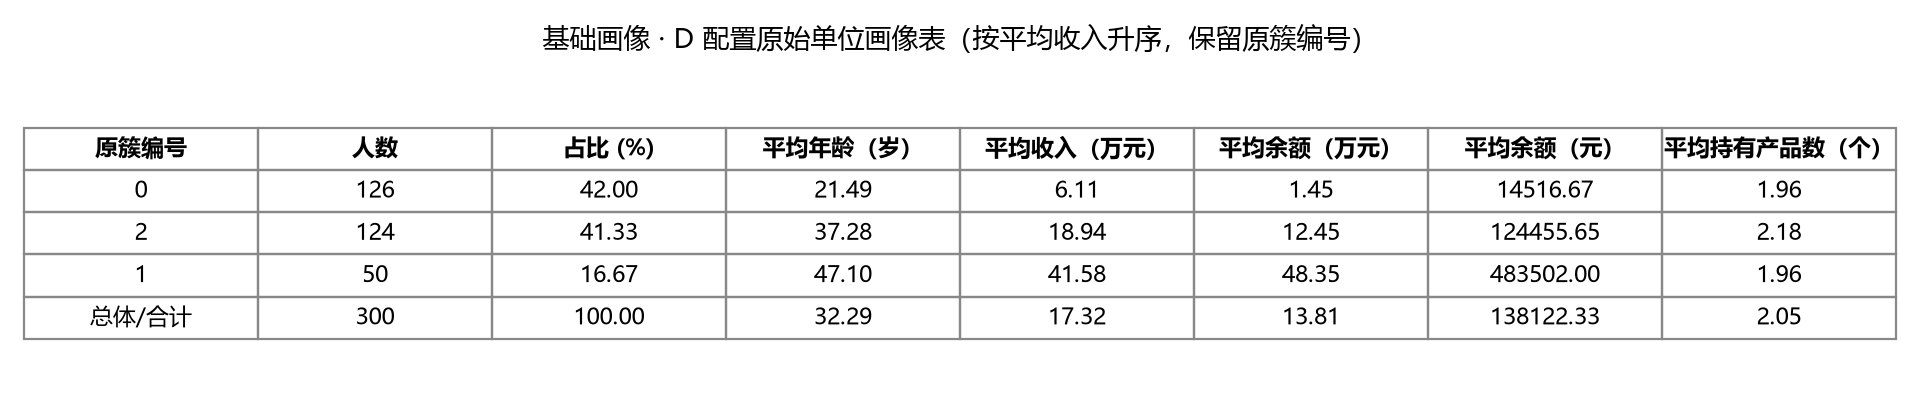 基础画像 · D 配置原始单位画像表（按平均收入升序，保留原簇编号）
原簇编号 人数 占比 (%) 平均年龄（岁） 平均收入（万元） 平均余额（万元） 平均余额（元） 平均持有产品数（个）
0 126 42.00 21.49 6.11 1.45 14516.67 1.96
2 124 41.33 37.28 18.94 12.45 124455.65 2.18
1 50 16.67 47.10 41.58 48.35 483502.00 1.96
总体/合计 300 100.00 32.29 17.32 13.81 138122.33 2.05